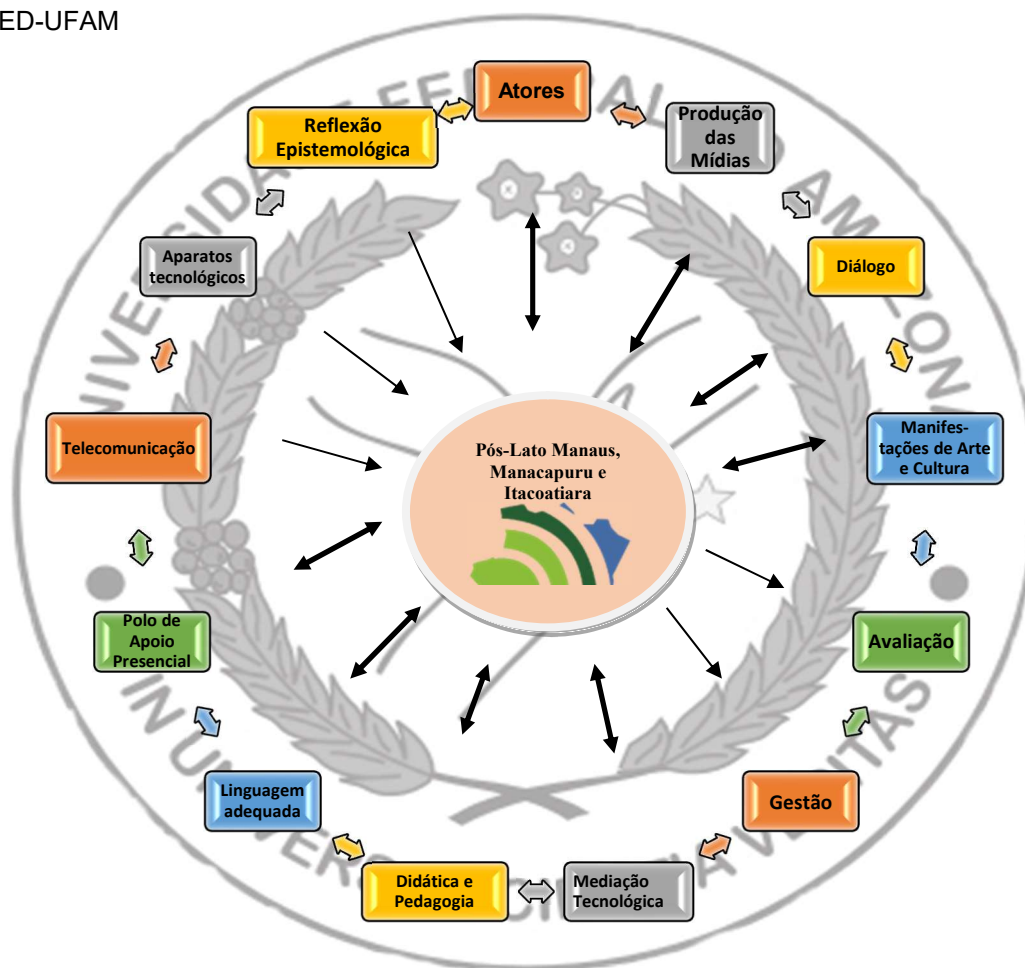 ED-UFAM
Atores
Produção
das
Mídias
Diálogo
Manifes-
tações de Arte
e Cultura
Avaliação
Gestão
Mediação
Tecnológica
Didática e
Pedagogia
Linguagem
adequada
Polo de
Apoio
Presencial
Telecomunicação
Aparatos
tecnológicos
Reflexão
Epistemológica
Pós-Lato Manaus,
Manacapuru e
Itacoatiara